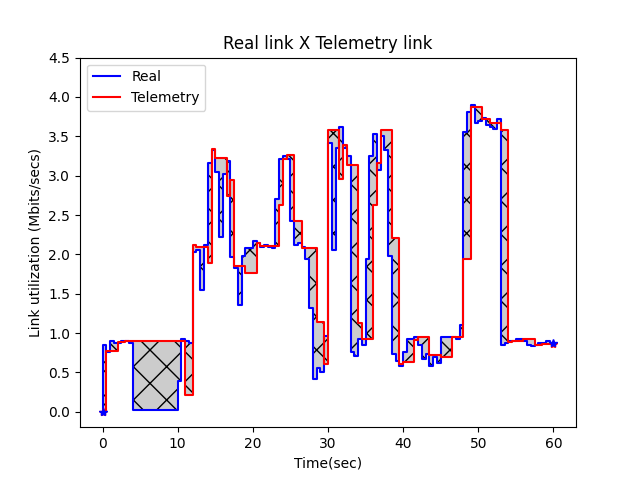 Real link X Telemetry link
Real
Telemetry
Link utilization (Mbits/secs)
4.5
4.0
3.5
3.0
2.5
2.0
1.5
1.0
0.5
0.0
0 10 20 30 40 50 60
Time(sec)